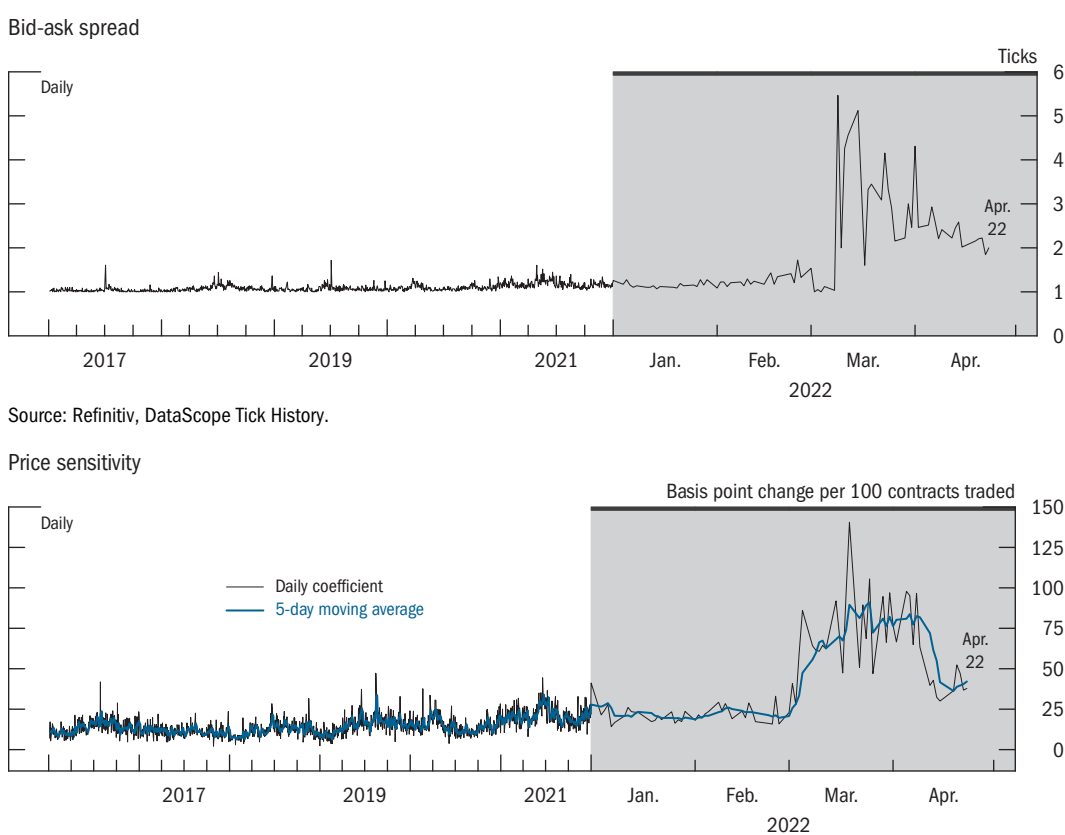 Bid-ask spread
Ticks
Daily
6
5
4
3
2
1
0
Apr.
22
2017
2019
2021
Jan.
Feb.
Mar.
Apr.
2022
Source: Refinitiv, DataScope Tick History.
Price sensitivity
Basis point change per 100 contracts traded
Daily
150
125
100
75
50
25
0
Daily coefficient
5-day moving average
Apr.
22
2017
2019
2021
Jan.
Feb.
Mar.
Apr.
2022